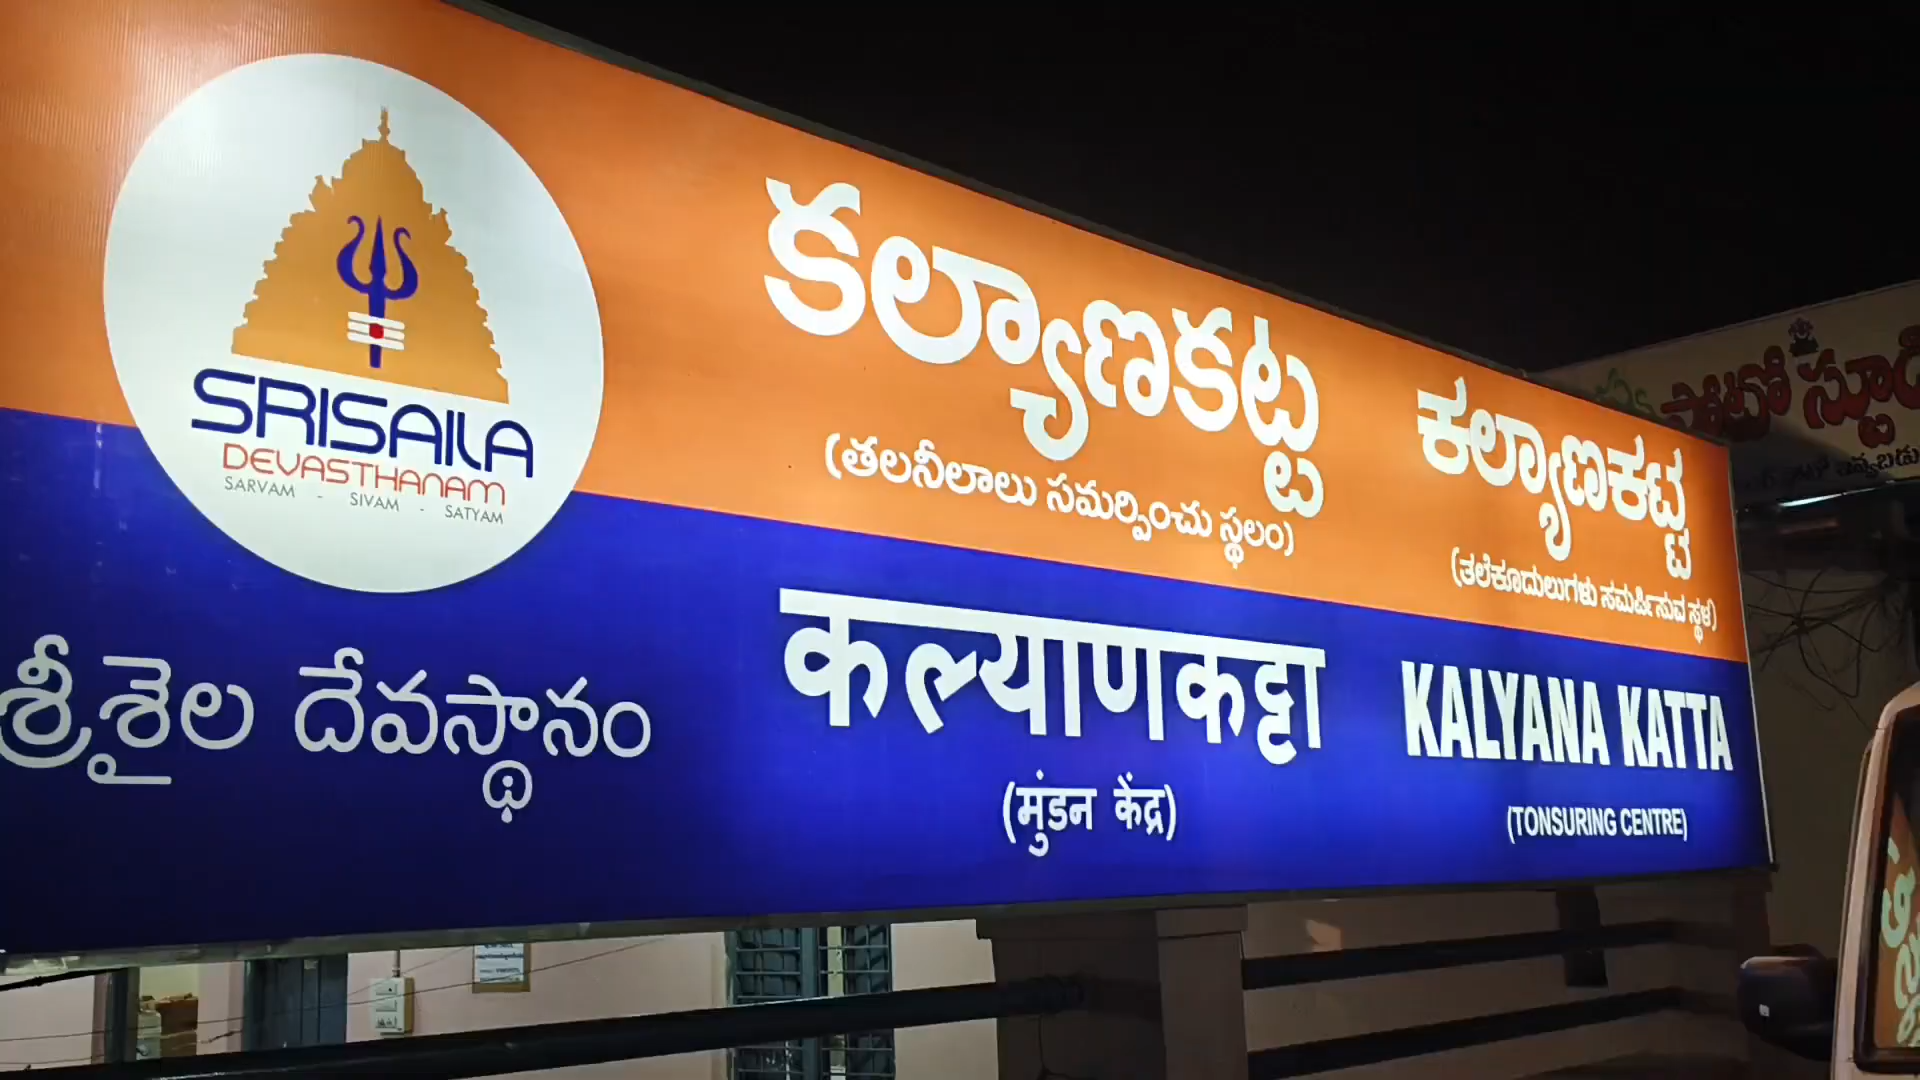 SRISAILA
DEVASTHANAM
SARVAM - SIVAM - SATYAM
శ్రీశైల దేవస్థానం
కల్యాణకట్ట
(తలనీలాలు సమర్పించు స్థలం)
ಕಲ್ಯಾಣಕಟ್ಟ
(ತಲೆಕೂದುಲುಗಳು ಸಮರ್ಪಿಸುವ ಸ್ಥಳ)
कल्याणकट्टा
(मुंडन केंद्र)
KALYANA KATTA
(TONSURING CENTRE)